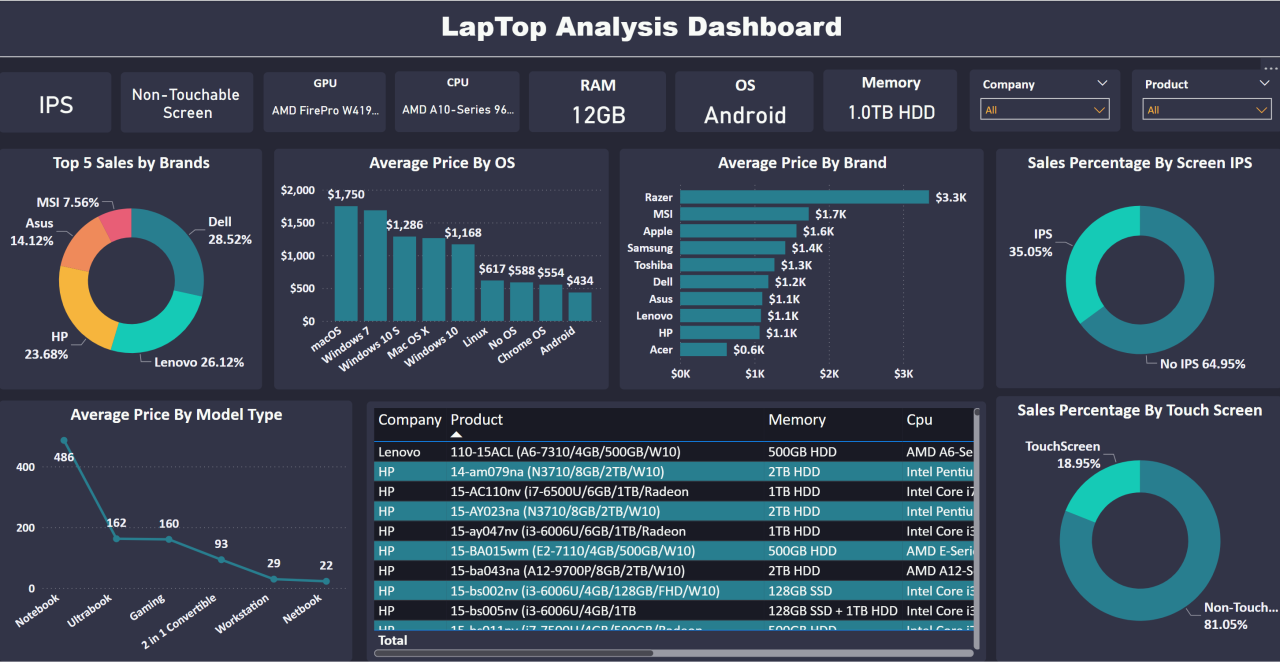 LapTop Analysis Dashboard
IPS
Non-Touchable
Screen
GPU
AMD FirePro W419...
CPU
AMD A10-Series 96...
RAM
12GB
OS
Android
Memory
1.0TB HDD
Company
All
Product
All
Top 5 Sales by Brands
MSI 7.56%
Asus
14.12%
Dell
28.52%
HP
23.68%
Lenovo 26.12%
Average Price By OS
$2,000
$1,500
$1,000
$500
$0
$1,750
$1,286
$1,168
$617
$588
$554
$434
macOS
Windows 7
Windows 10 S
Mac OS X
Windows 10
Linux
No OS
Chrome OS
Android
Average Price By Brand
Razer $3.3K
MSI $1.7K
Apple $1.6K
Samsung $1.4K
Toshiba $1.3K
Dell $1.2K
Asus $1.1K
Lenovo $1.1K
HP $1.1K
Acer $0.6K
$0K $1K $2K $3K
Sales Percentage By Screen IPS
IPS
35.05%
No IPS 64.95%
Average Price By Model Type
400
200
0
486
162
160
93
29
22
Notebook
Ultrabook
Gaming
2 in 1 Convertible
Workstation
Netbook
Company Product Memory Cpu
Lenovo 110-15ACL (A6-7310/4GB/500GB/W10) 500GB HDD AMD A6-Se
HP 14-am079na (N3710/8GB/2TB/W10) 2TB HDD Intel Pentiu
HP 15-AC110nv (i7-6500U/6GB/1TB/Radeon 1TB HDD Intel Core i7
HP 15-AY023na (N3710/8GB/2TB/W10) 2TB HDD Intel Pentiu
HP 15-ay047nv (i3-6006U/6GB/1TB/Radeon 1TB HDD Intel Core i3
HP 15-BA015wm (E2-7110/4GB/500GB/W10) 500GB HDD AMD E-Seri
HP 15-ba043na (A12-9700P/8GB/2TB/W10) 2TB HDD AMD A12-S
HP 15-bs002nv (i3-6006U/4GB/128GB/FHD/W10) 128GB SSD Intel Core i3
HP 15-bs005nv (i3-6006U/4GB/1TB 128GB SSD + 1TB HDD Intel Core i3
HP 15-bs011nv (i7-7500U/4GB/500GB/Radeon 500GB HDD Intel Core i7
Total
Sales Percentage By Touch Screen
TouchScreen
18.95%
Non-Touch...
81.05%